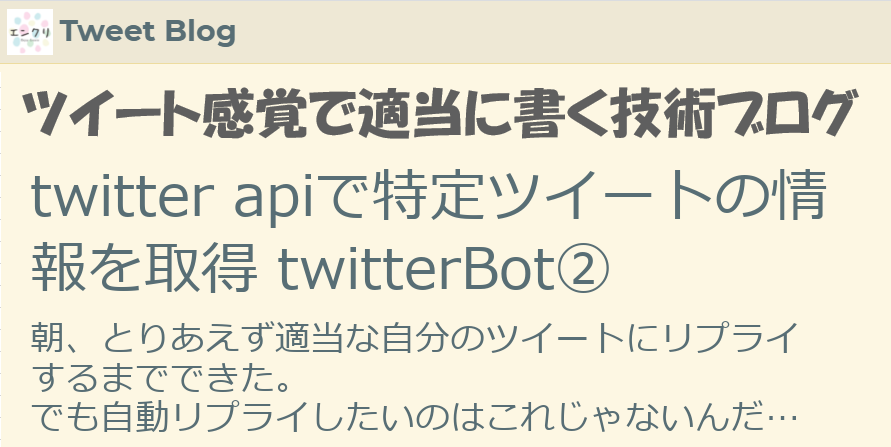 エンクリ
Tweet Blog
ツイート感覚で適当に書く技術ブログ
twitter apiで特定ツイートの情
報を取得 twitterBot②
朝、とりあえず適当な自分のツイートにリプライ
するまでできた。
でも自動リプライしたいのはこれじゃないんだ…